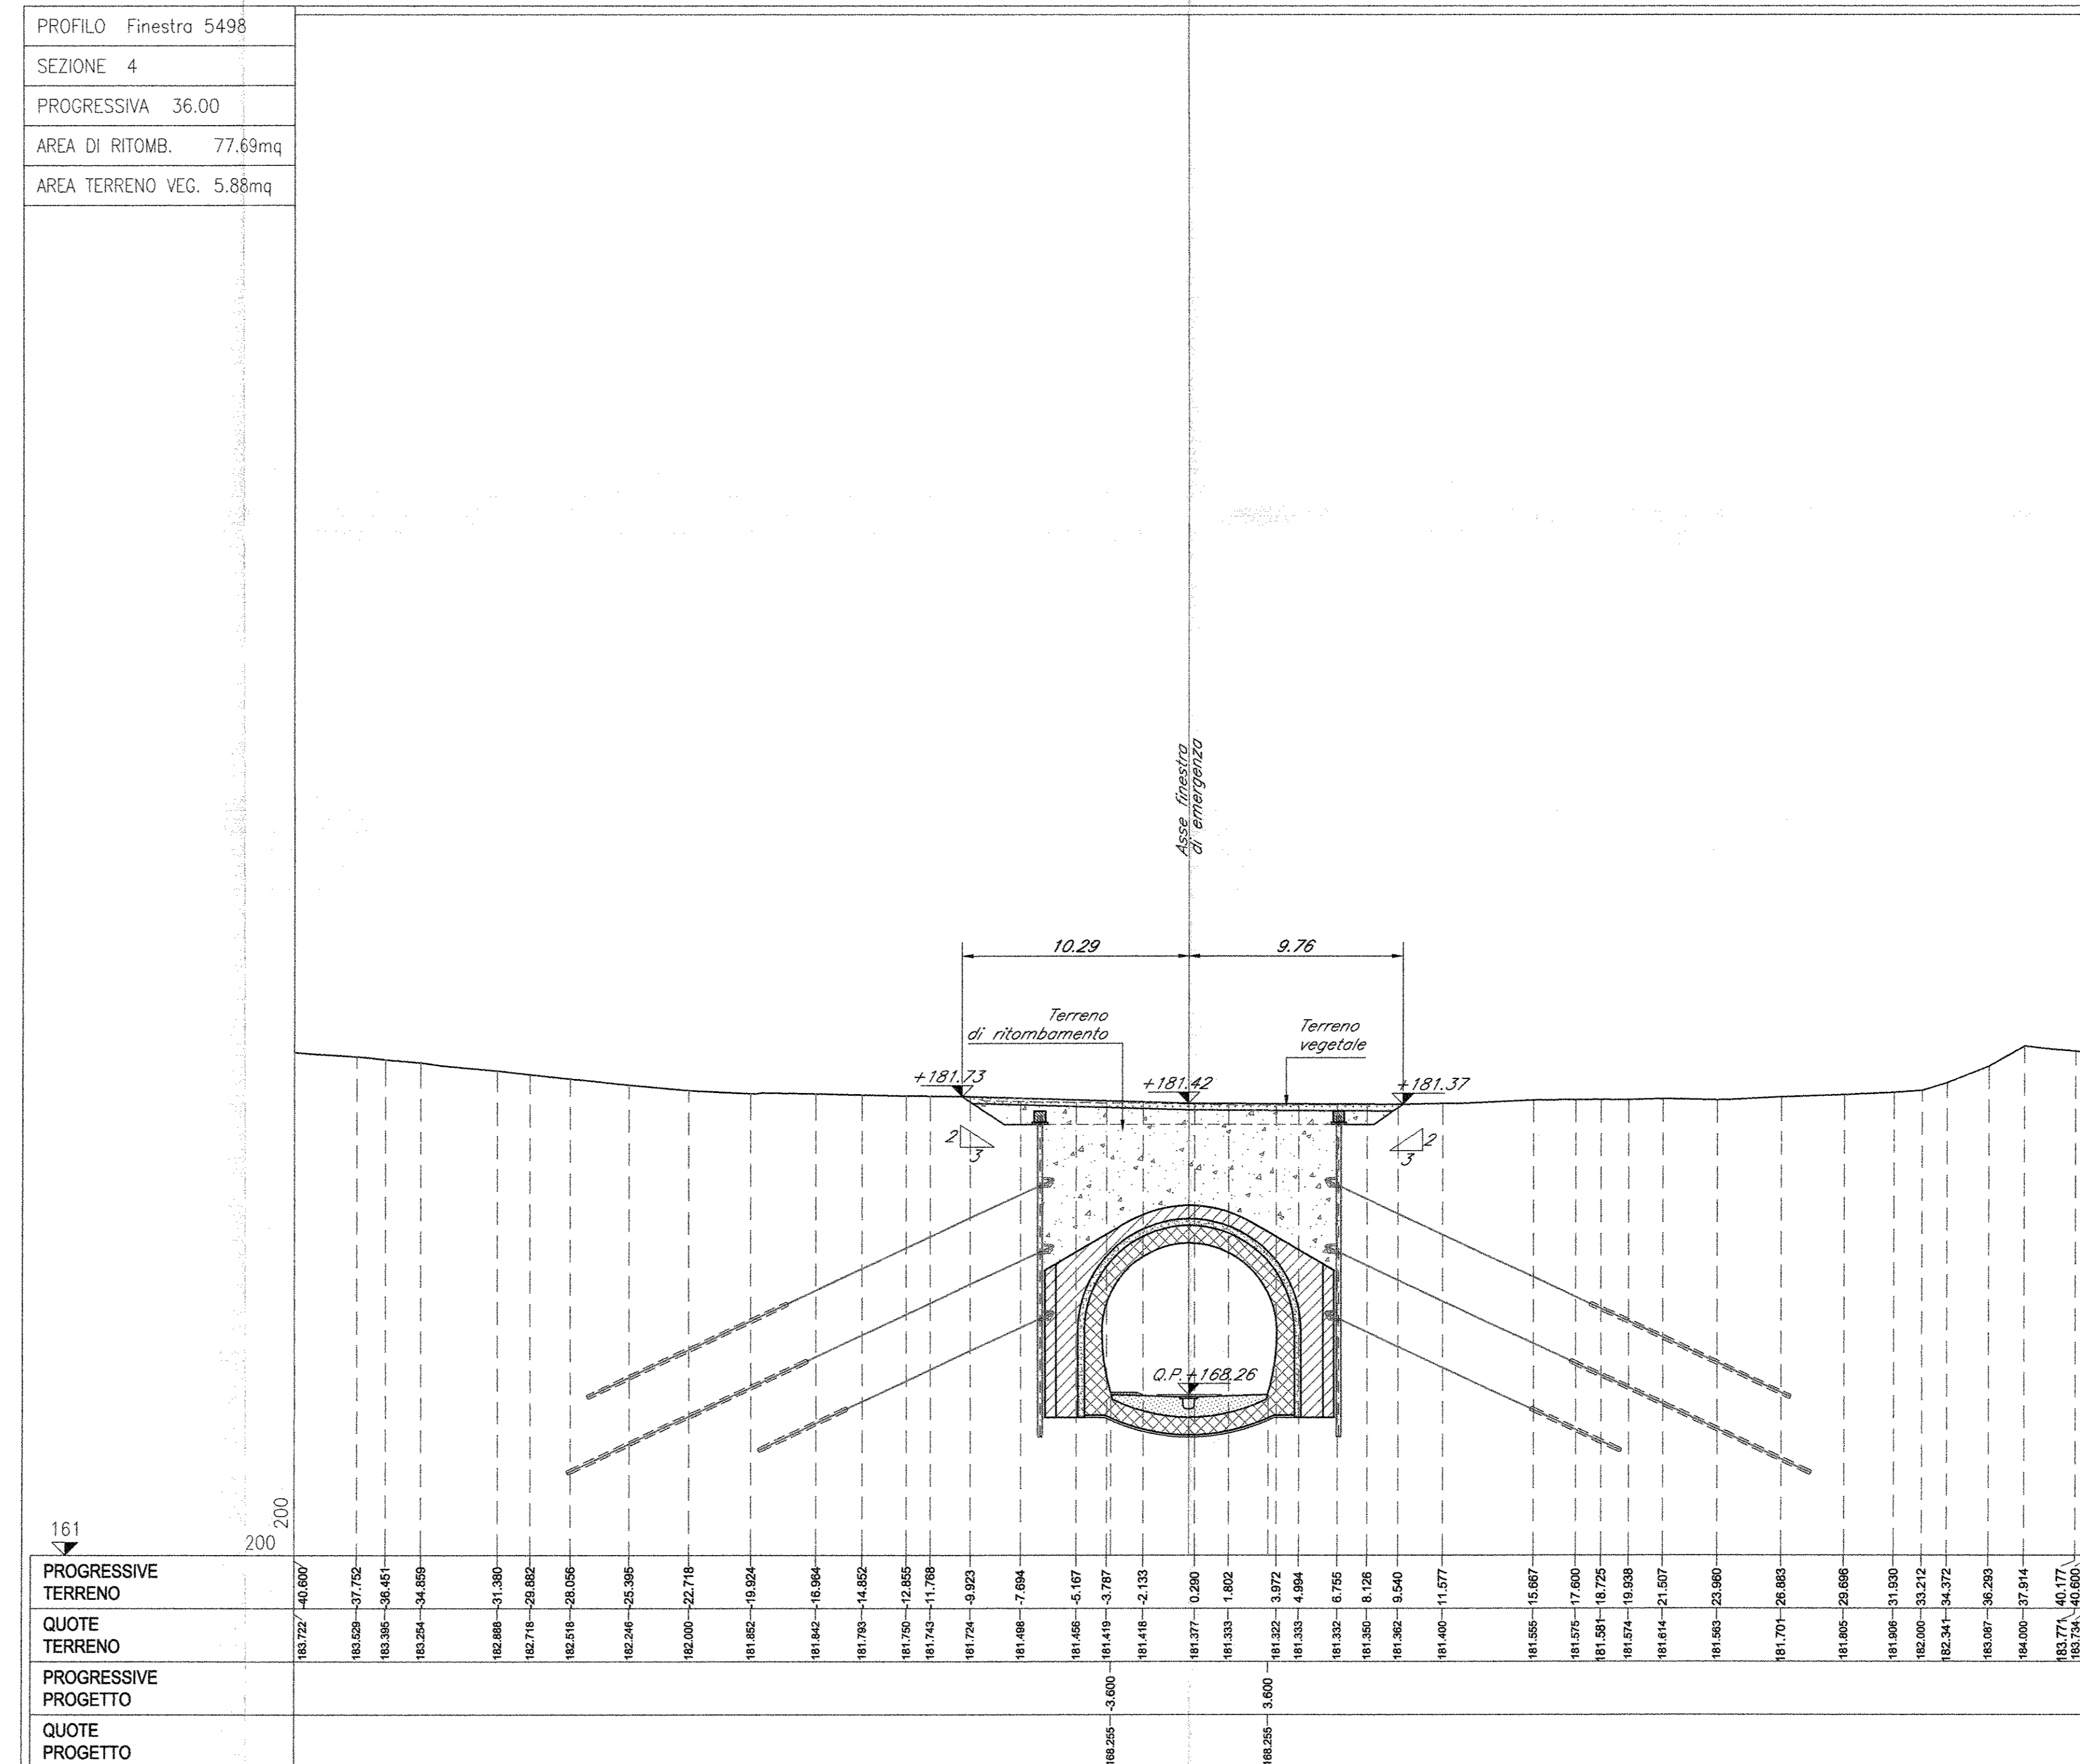 PROFILO Finestra 5498
SEZIONE 4
PROGRESSIVA 36.00
AREA DI RITOMB. 77.69mq
AREA TERRENO VEG. 5.88mq
Asse finestra
di emergenza
10.29 9.76
Terreno
di ritombamento
Terreno
vegetale
+181.73 +181.42 +181.37
2
3
2
3
Q.P.+168.26
161
200
200
PROGRESSIVE
TERRENO
-40.600 -37.752 -36.451 -34.859 -31.380 -29.882 -28.056 -25.395 -22.718 -19.924 -16.964 -14.852 -12.855 -11.768 -9.923 -7.694 -5.167 -3.787 -2.133 0.290 1.802 3.972 4.994 6.755 8.126 9.540 11.577 15.667 17.600 18.725 19.938 21.507 23.960 26.883 29.696 31.930 33.212 34.372 36.293 37.914 40.177 40.600
QUOTE
TERRENO
183.722 183.529 183.395 183.254 182.886 182.718 182.518 182.246 182.000 181.852 181.842 181.793 181.750 181.743 181.724 181.498 181.456 181.419 181.418 181.377 181.333 181.322 181.333 181.332 181.350 181.362 181.400 181.555 181.575 181.581 181.574 181.614 181.563 181.701 181.805 181.906 182.000 182.341 183.087 184.000 183.771 183.734
PROGRESSIVE
PROGETTO
-3.600 3.600
QUOTE
PROGETTO
168.255 168.255